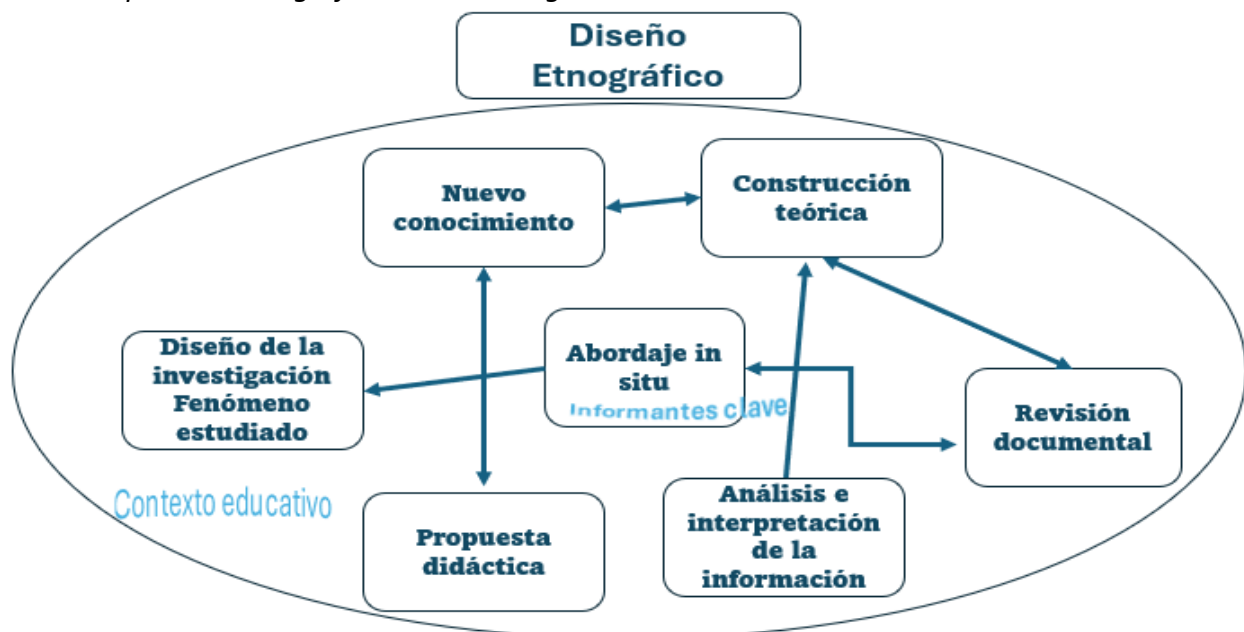 Diseño
Etnográfico
Nuevo
conocimiento
Construcción
teórica
Diseño de la
investigación
Fenómeno
estudiado
Abordaje in
situ
Informantes clave
Revisión
documental
Contexto educativo
Propuesta
didáctica
Análisis e
interpretación
de la
información